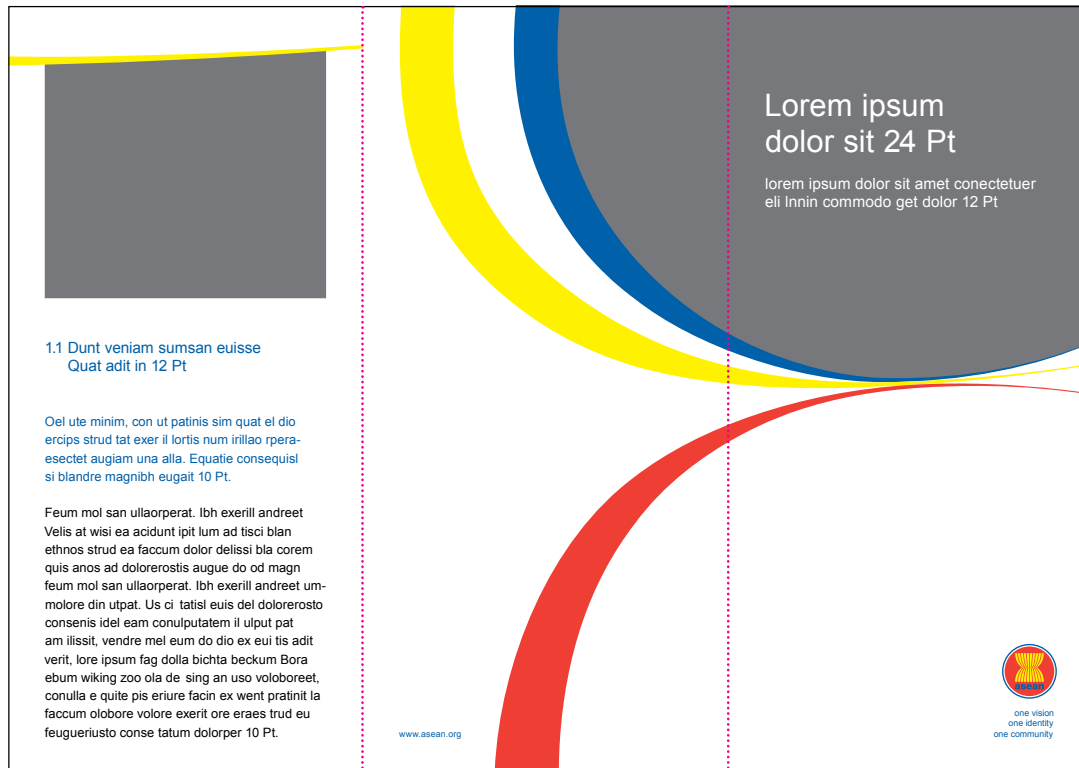 1.1 Dunt veniam sumsan euisse
Quat adit in 12 Pt
Oel ute minim, con ut patinis sim quat el dio
ercips strud tat exer il lortis num irillao rpera-
esectet augiam una alla. Equatie consequisl
si blandre magnibh eugait 10 Pt.
Feum mol san ullaorperat. Ibh exerill andreet
Velis at wisi ea acidunt ipit lum ad tisci blan
ethnos strud ea faccum dolor delissi bla corem
quis anos ad dolorerostis augue do od magn
feum mol san ullaorperat. Ibh exerill andreet um-
molore din utpat. Us ci tatisl euis del dolorerosto
consenis idel eam conulputatem il ulput pat
am ilissit, vendre mel eum do dio ex eui tis adit
verit, lore ipsum fag dolla bichta beckum Bora
ebum wiking zoo ola de sing an uso voloboreet,
conulla e quite pis eriure facin ex went pratinit la
faccum olobore volore exerit ore eraes trud eu
feugueriusto conse tatum dolorper 10 Pt.
www.asean.org
Lorem ipsum
dolor sit 24 Pt
lorem ipsum dolor sit amet conectetuer
eli Innin commodo get dolor 12 Pt
asean
one vision
one identity
one community